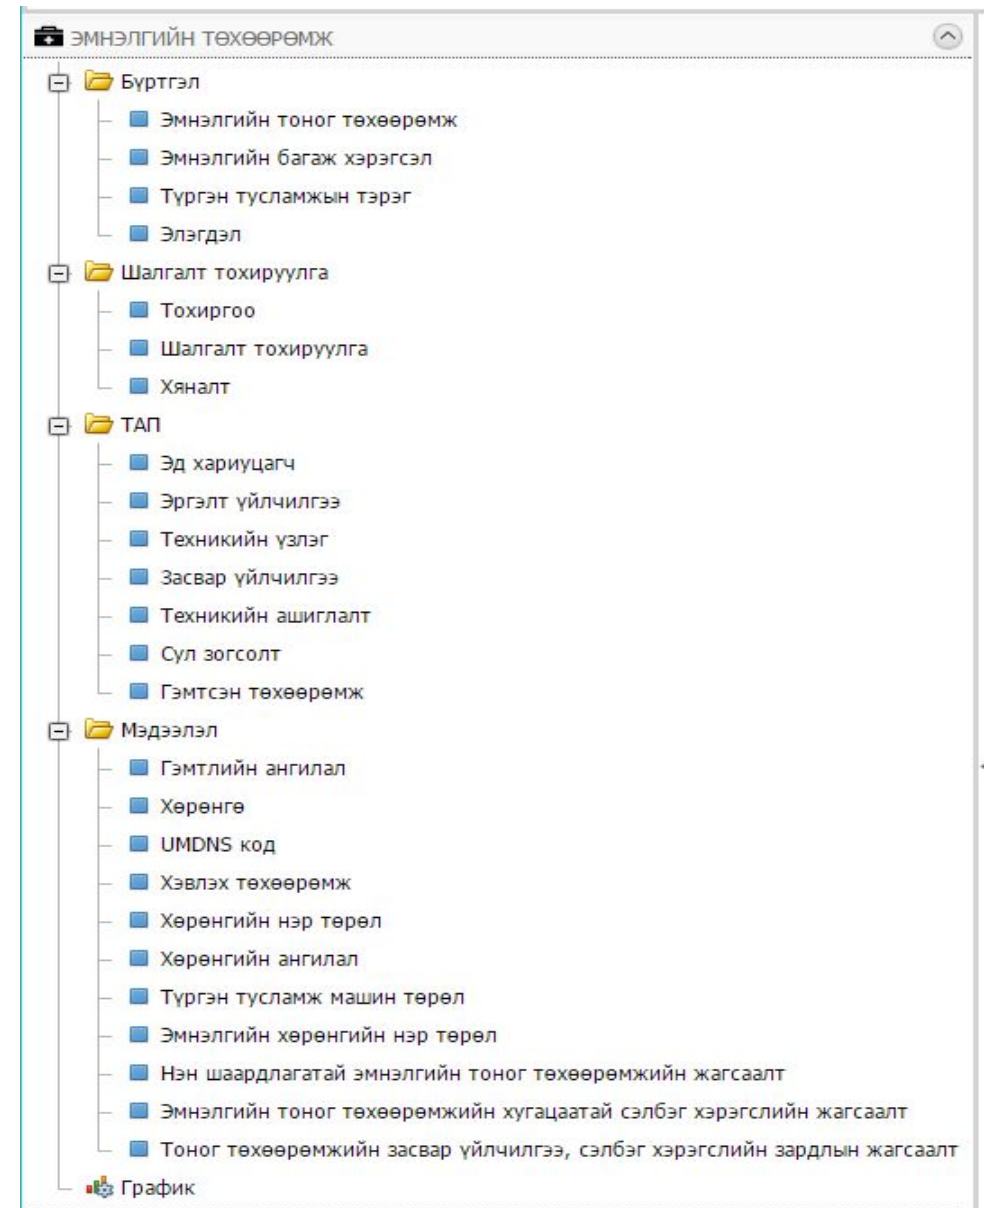 ЭМНЭЛГИЙН ТӨХӨӨРӨМЖ
Бүртгэл
Эмнэлгийн тоног төхөөрөмж
Эмнэлгийн багаж хэрэгсэл
Түргэн тусламжын тэрэг
Элэгдэл
Шалгалт тохируулга
Тохиргоо
Шалгалт тохируулга
Хяналт
ТАП
Эд хариуцагч
Эргэлт үйлчилгээ
Техникийн үзлэг
Засвар үйлчилгээ
Техникийн ашиглалт
Сул зогсолт
Гэмтсэн төхөөрөмж
Мэдээлэл
Гэмтлийн ангилал
Хөрөнгө
UMDNS код
Хэвлэх төхөөрөмж
Хөрөнгийн нэр төрөл
Хөрөнгийн ангилал
Түргэн тусламж машин төрөл
Эмнэлгийн хөрөнгийн нэр төрөл
Нэн шаардлагатай эмнэлгийн тоног төхөөрөмжийн жагсаалт
Эмнэлгийн тоног төхөөрөмжийн хугацаатай сэлбэг хэрэгслийн жагсаалт
Тоног төхөөрөмжийн засвар үйлчилгээ, сэлбэг хэрэгслийн зардлын жагсаалт
График